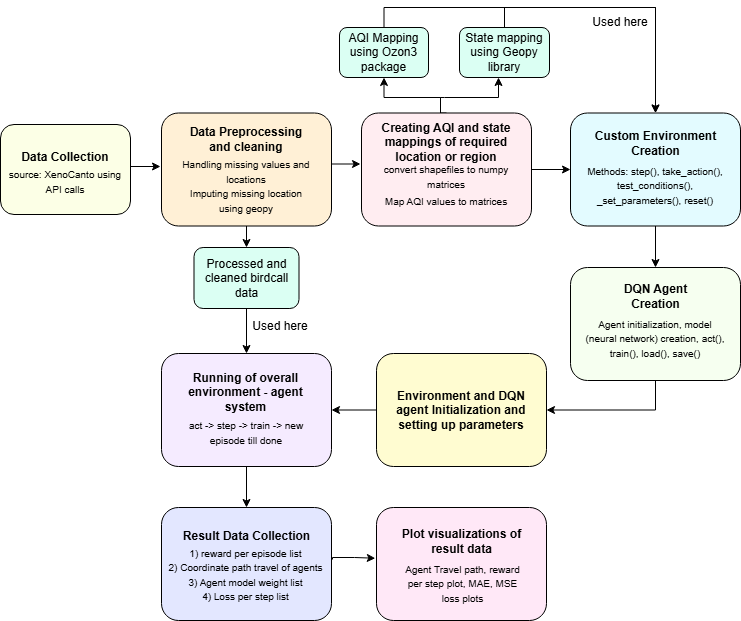 AQI Mapping
using Ozon3
package
State mapping
using Geopy
library
Used here
Data Collection
source: XenoCanto using
API calls
Data Preprocessing
and cleaning
Handling missing values and
locations
Imputing missing location
using geopy
Creating AQI and state
mappings of required
location or region
convert shapefiles to numpy
matrices
Map AQI values to matrices
Custom Environment
Creation
Methods: step(), take_action(),
test_conditions(),
_set_parameters(), reset()
Processed and
cleaned birdcall
data
Used here
DQN Agent
Creation
Agent initialization, model
(neural network) creation, act(),
train(), load(), save()
Running of overall
environment - agent
system
act -> step -> train -> new
episode till done
Environment and DQN
agent Initialization and
setting up parameters
Result Data Collection
1) reward per episode list
2) Coordinate path travel of agents
3) Agent model weight list
4) Loss per step list
Plot visualizations of
result data
Agent Travel path, reward
per step plot, MAE, MSE
loss plots